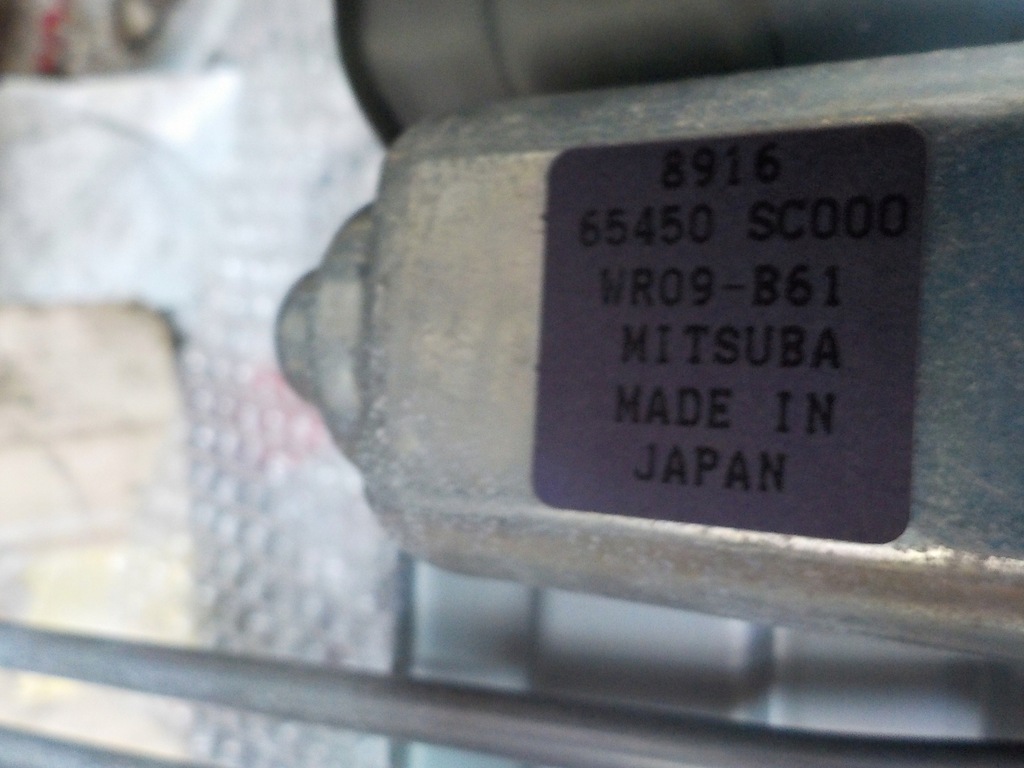 8916
65450 SC000
WR09-B61
MITSUBA
MADE IN
JAPAN